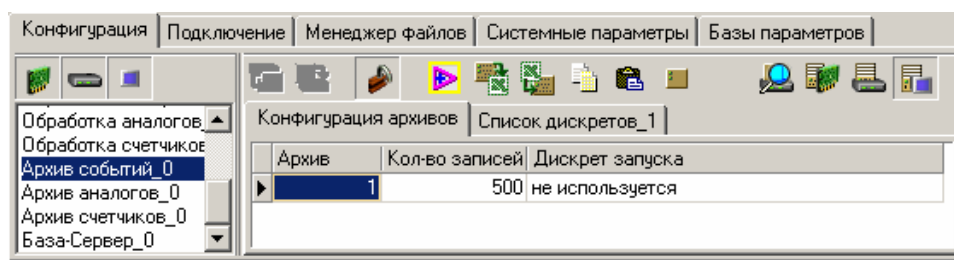 Конфигурация Подключение Менеджер файлов Системные параметры Базы параметров
Обработка аналогов_
Обработка счетчиков
Архив событий_0
Архив аналогов_0
Архив счетчиков_0
База-Сервер_0
Конфигурация архивов Список дискретов_1
Архив Кол-во записей Дискрет запуска
1 500 не используется